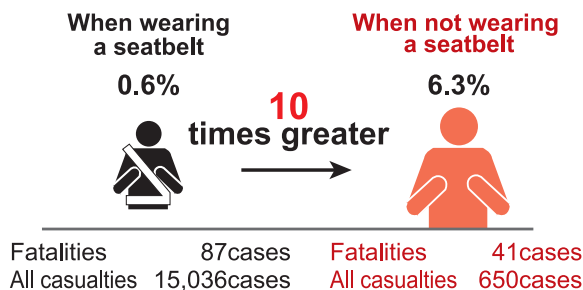 When wearing
a seatbelt
0.6%
10
times greater
When not wearing
a seatbelt
6.3%
Fatalities 87cases
All casualties 15,036cases
Fatalities 41cases
All casualties 650cases